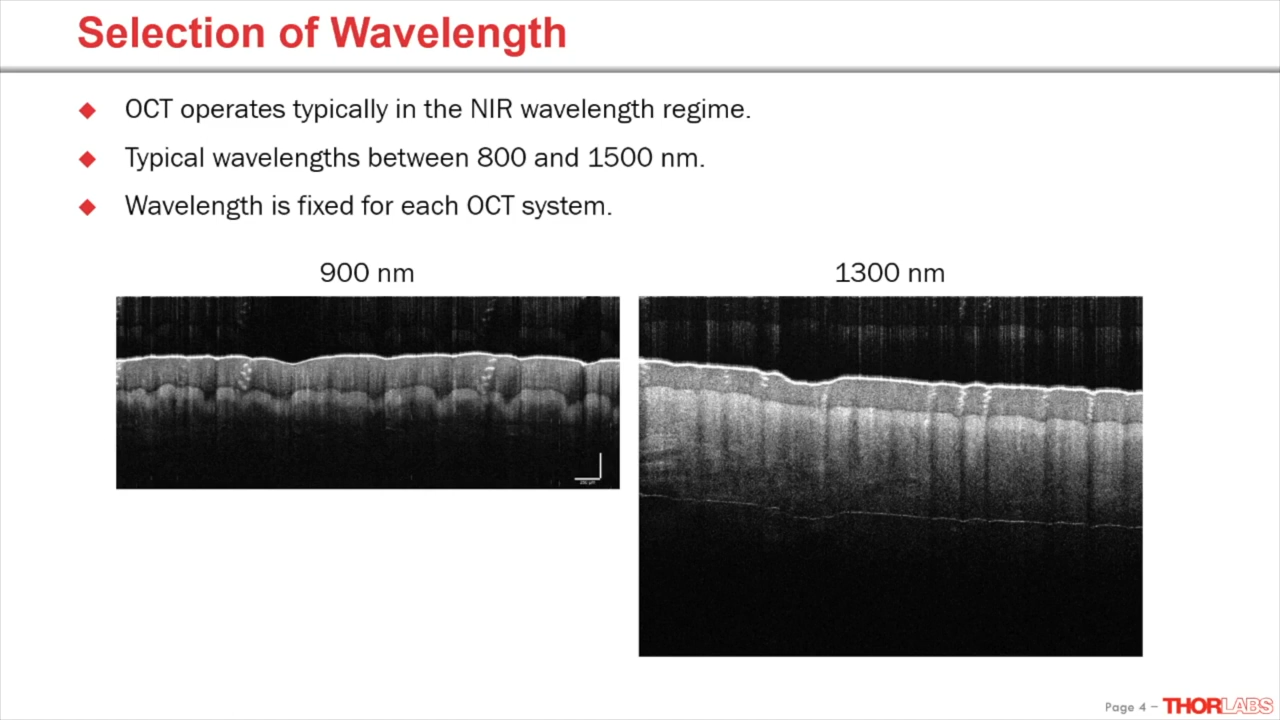 Selection of Wavelength
OCT operates typically in the NIR wavelength regime.
Typical wavelengths between 800 and 1500 nm.
Wavelength is fixed for each OCT system.
900 nm
1300 nm
Page 4 – THORLABS